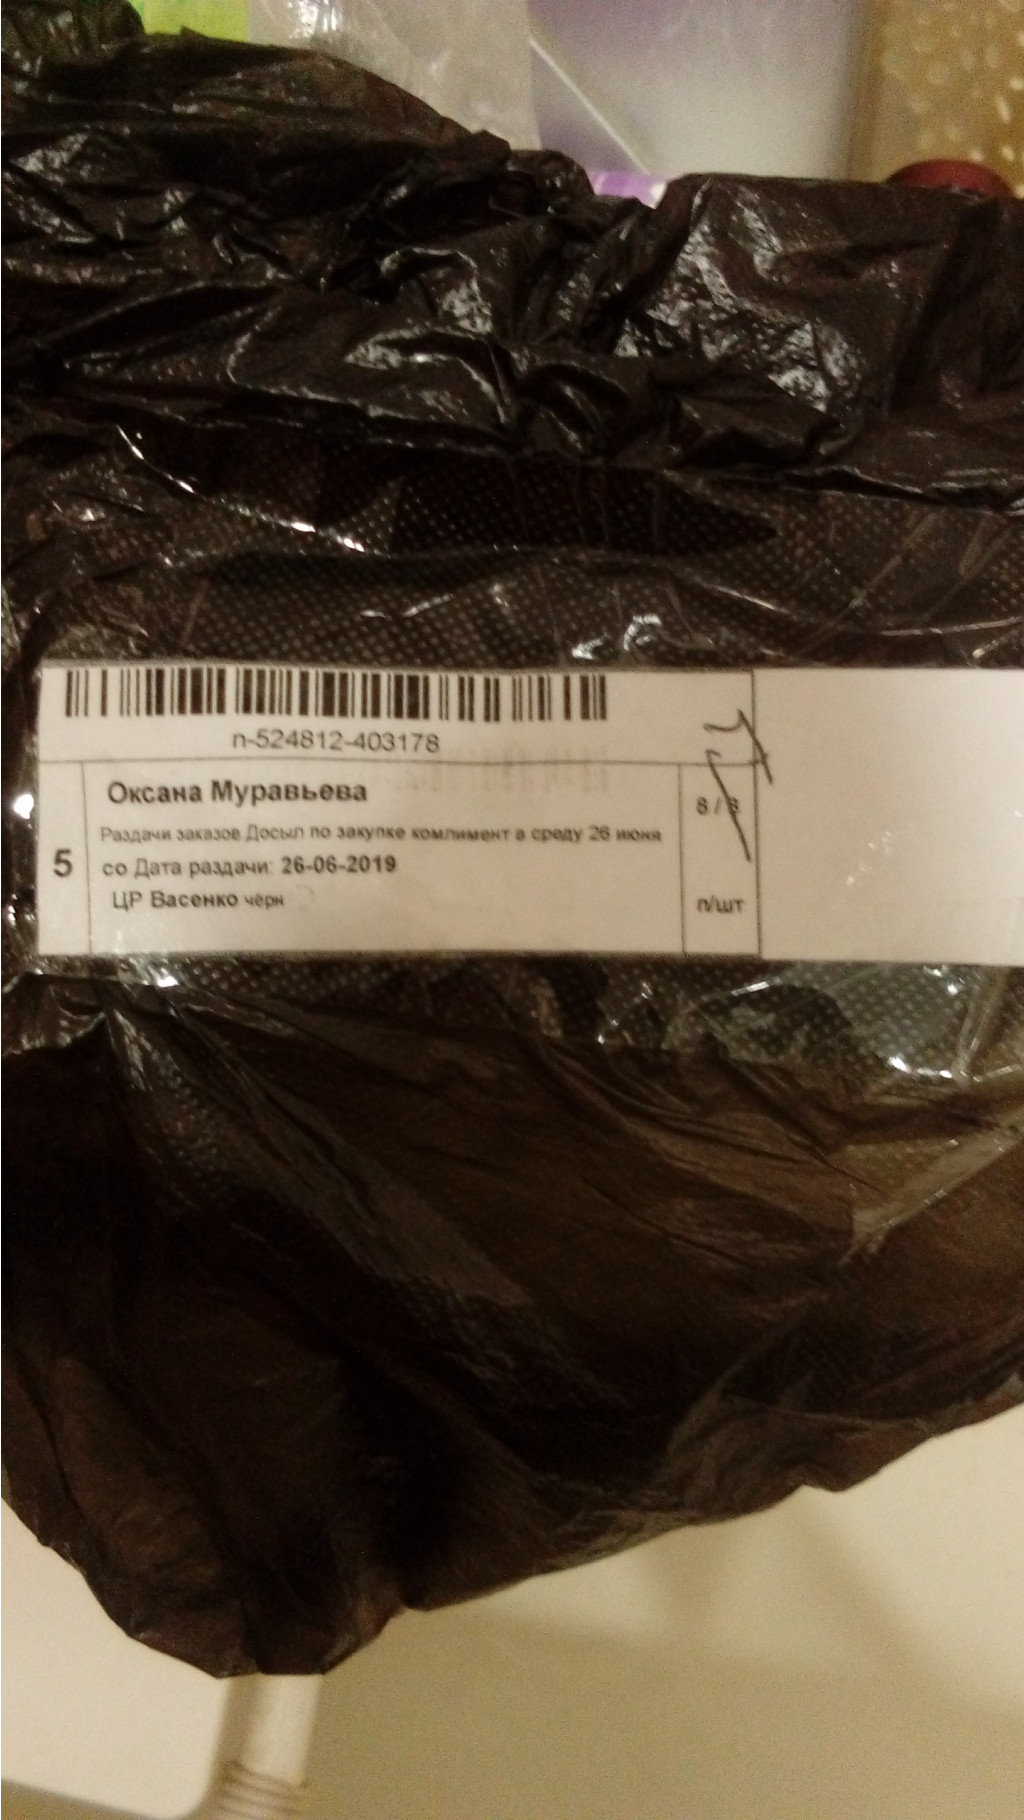 n-524812-403178
Оксана Муравьева
8 / 8
Раздачи заказов Досыл по закупке комлимент в среду 26 июня
5
со Дата раздачи: 26-06-2019
ЦР Васенко чёрн
п/шт